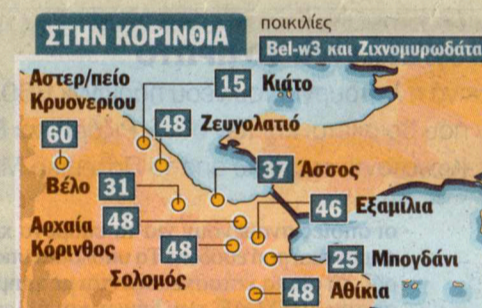 ΣΤΗΝ ΚΟΡΙΝΘΙΑ
ποικιλίες
Bel-w3 και Ζιχνομυρωδάτα
Αστερ/πείο
Κρυονερίου
60
15 Κιάτο
48 Ζευγολατιό
37 Άσσος
Βέλο 31
46 Εξαμίλια
Αρχαία
Κόρινθος
48
48
Σολομός
25 Μπογδάνι
48 Αθίκια